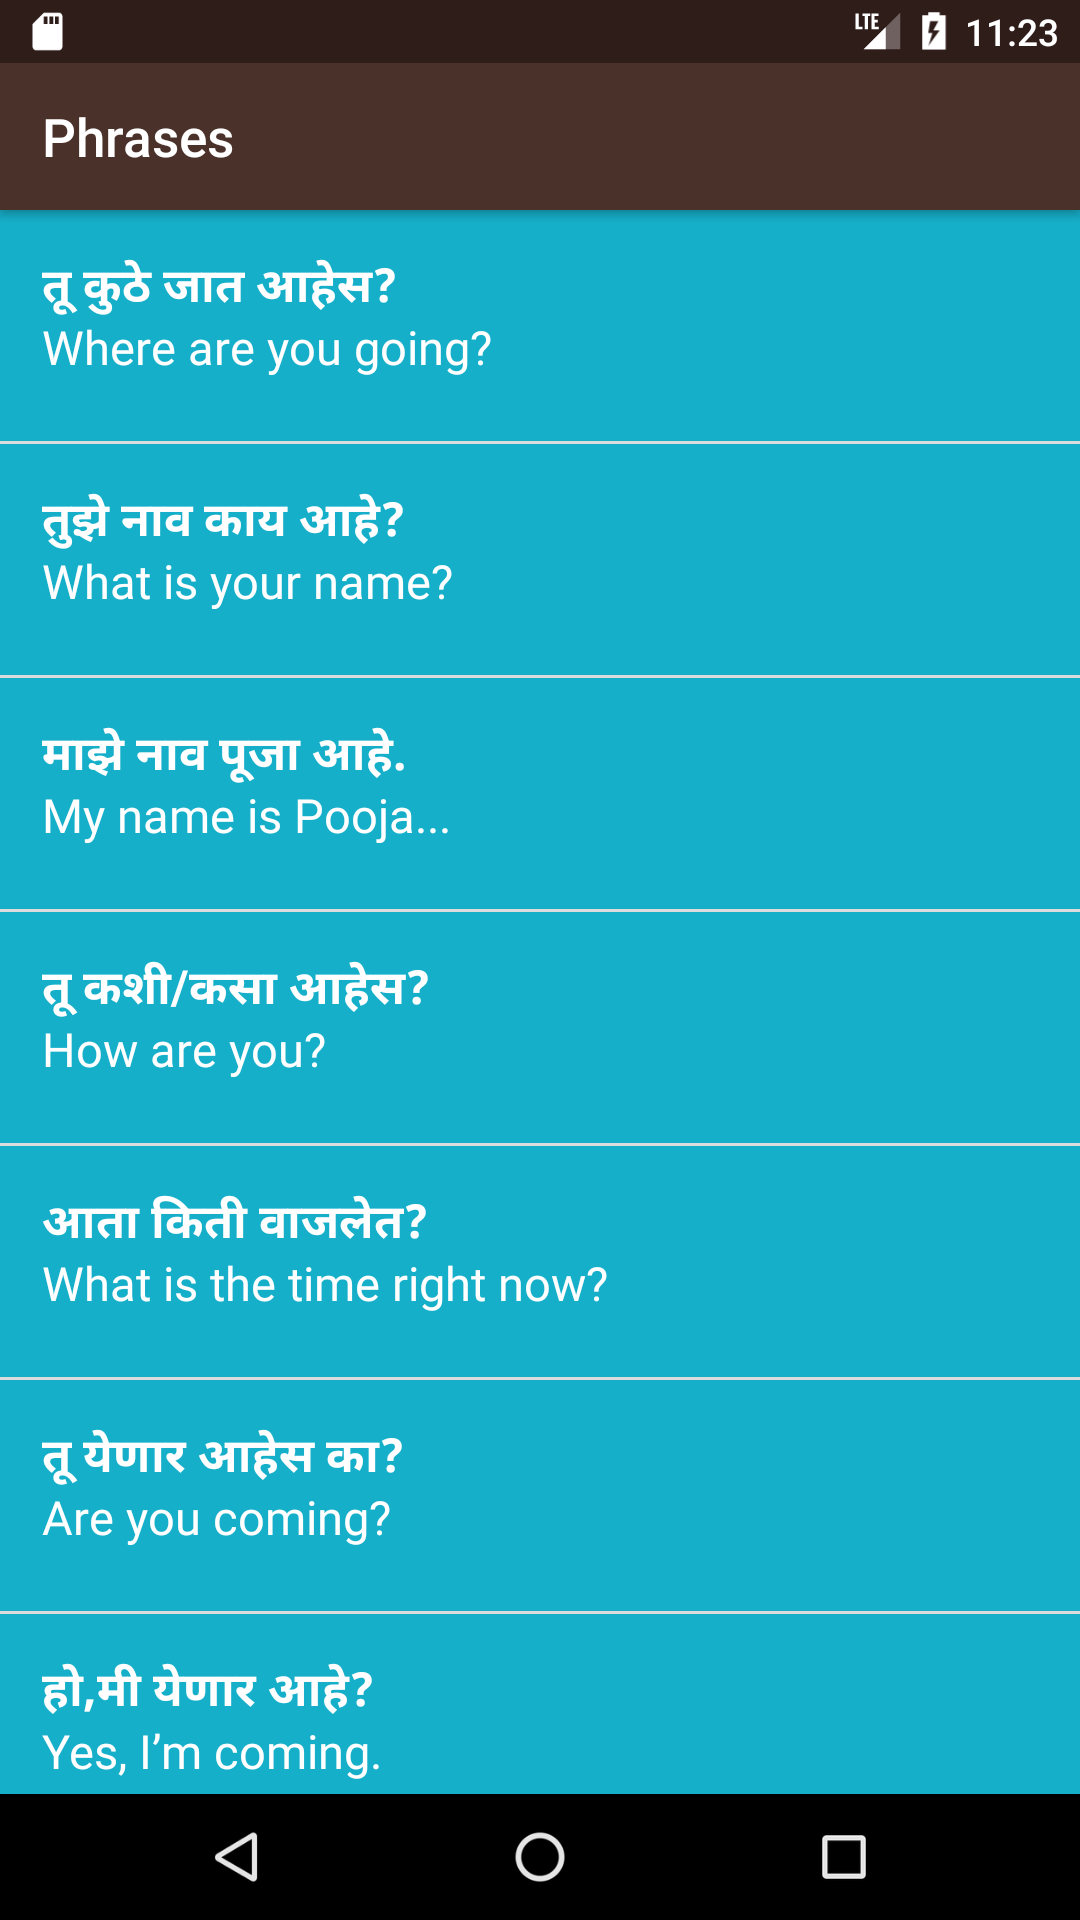 LTE 11:23
Phrases
तू कुठे जात आहेस?
Where are you going?
तुझे नाव काय आहे?
What is your name?
माझे नाव पूजा आहे.
My name is Pooja...
तू कशी/कसा आहेस?
How are you?
आता किती वाजलेत?
What is the time right now?
तू येणार आहेस का?
Are you coming?
हो,मी येणार आहे?
Yes, I’m coming.